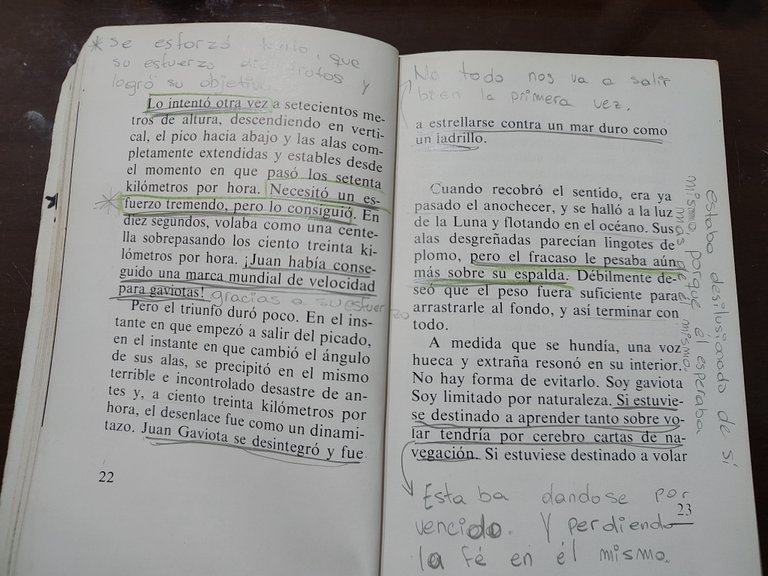 * se esforzó tanto, que
su esfuerzo dio frutos y
logró su objetivo
Lo intentó otra vez a setecientos me-
tros de altura, descendiendo en verti-
cal, el pico hacia abajo y las alas com-
pletamente extendidas y estables desde
el momento en que pasó los setenta
kilómetros por hora. Necesitó un es-
fuerzo tremendo, pero lo consiguió. En
diez segundos, volaba como una cente-
lla sobrepasando los ciento treinta ki-
lómetros por hora. ¡Juan había conse-
guido una marca mundial de velocidad
para gaviotas! gracias a su esfuerzo
Pero el triunfo duró poco. En el ins-
tante en que empezó a salir del picado,
en el instante en que cambió el ángulo
de sus alas, se precipitó en el mismo
terrible e incontrolado desastre de an-
tes y, a ciento treinta kilómetros por
hora, el desenlace fue como un dinami-
tazo. Juan Gaviota se desintegró y fue
22
No todo nos va a salir
bien la primera vez.
a estrellarse contra un mar duro como
un ladrillo.
Cuando recobró el sentido, era ya
pasado el anochecer, y se halló a la luz
de la Luna y flotando en el océano. Sus
alas desgreñadas parecían lingotes de
plomo, pero el fracaso le pesaba aún
más sobre su espalda. Débilmente de-
seó que el peso fuera suficiente para
arrastrarle al fondo, y así terminar con
todo.
A medida que se hundía, una voz
hueca y extraña resonó en su interior.
No hay forma de evitarlo. Soy gaviota
Soy limitado por naturaleza. Si estuvie-
se destinado a aprender tanto sobre vo-
lar tendría por cerebro cartas de na-
vegación. Si estuviese destinado a volar
estaba desilusionado de si
mismo, porque él esperaba
mas de él mismo.
Estaba dandose por
23
vencido. Y perdiendo
la fé en él mismo.